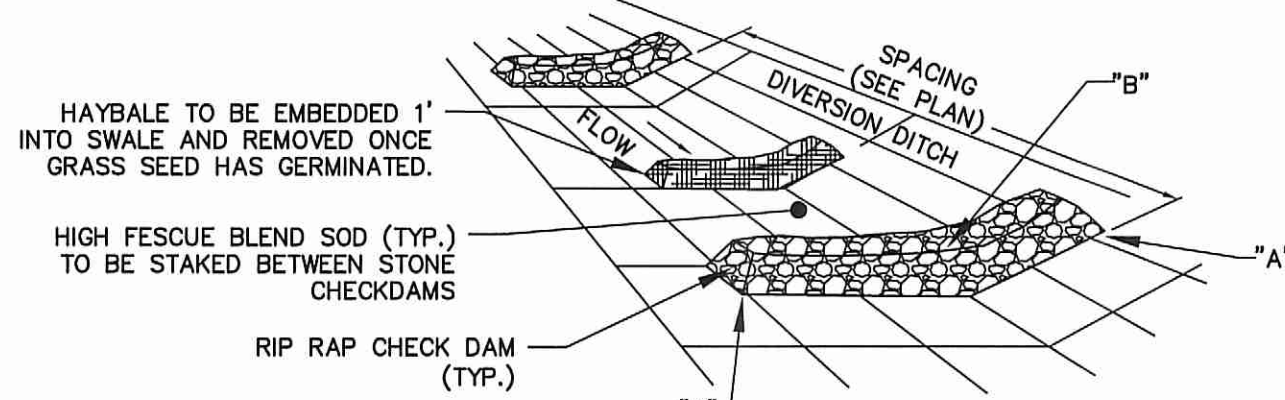 SPACING
(SEE PLAN)
DIVERSION DITCH
"B"
FLOW
HAYBALE TO BE EMBEDDED 1'
INTO SWALE AND REMOVED ONCE
GRASS SEED HAS GERMINATED.
HIGH FESCUE BLEND SOD (TYP.)
TO BE STAKED BETWEEN STONE
CHECKDAMS
"A"
RIP RAP CHECK DAM
(TYP.)